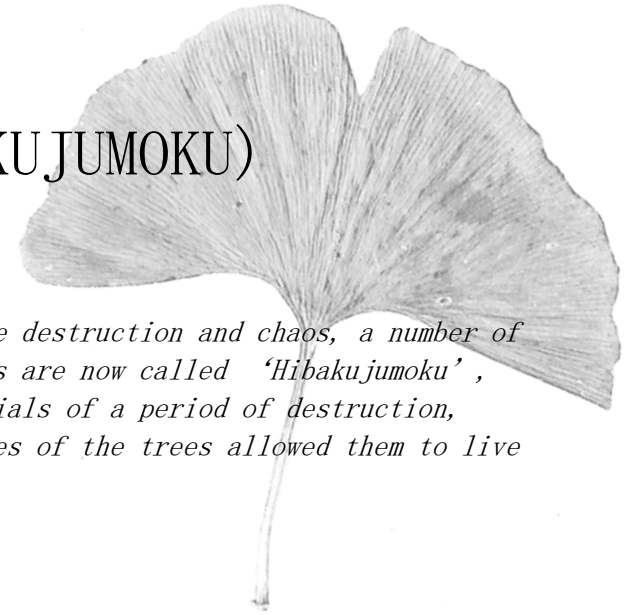 KUJUMOKU)
e destruction and chaos, a number of
s are now called ‘Hibakujumoku’,
ials of a period of destruction,
es of the trees allowed them to live